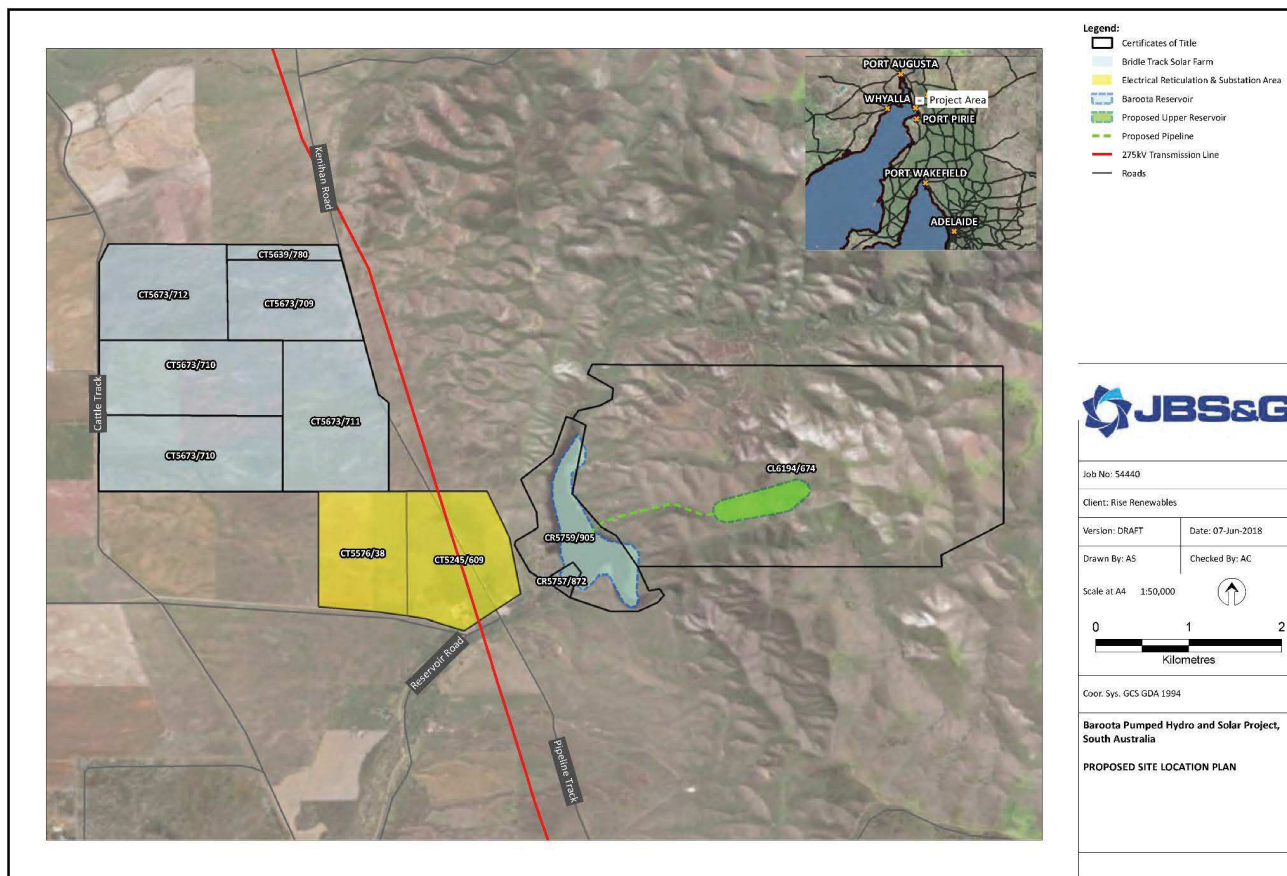 Legend:
Certificates of Title
Bridle Track Solar Farm
Electrical Reticulation & Substation Area
Baroota Reservoir
Proposed Upper Reservoir
Proposed Pipeline
275kV Transmission Line
Roads
PORT AUGUSTA
WHYALLA
Project Area
PORT PIRIE
PORT WAKEFIELD
ADELAIDE
Kenihan Road
CT5639/780
CT5673/712
CT5673/709
CT5673/710
Cattle Track
CT5673/711
CT5673/710
CL6194/674
CR5759/905
CT5576/38
CT5245/609
CR5757/872
Reservoir Road
Pipeline Track
JBS&G
Job No: 54440
Client: Rise Renewables
Version: DRAFT
Date: 07-Jun-2018
Drawn By: AS
Checked By: AC
Scale at A4 1:50,000
0 1 2
Kilometres
Coor. Sys. GCS GDA 1994
Baroota Pumped Hydro and Solar Project,
South Australia
PROPOSED SITE LOCATION PLAN